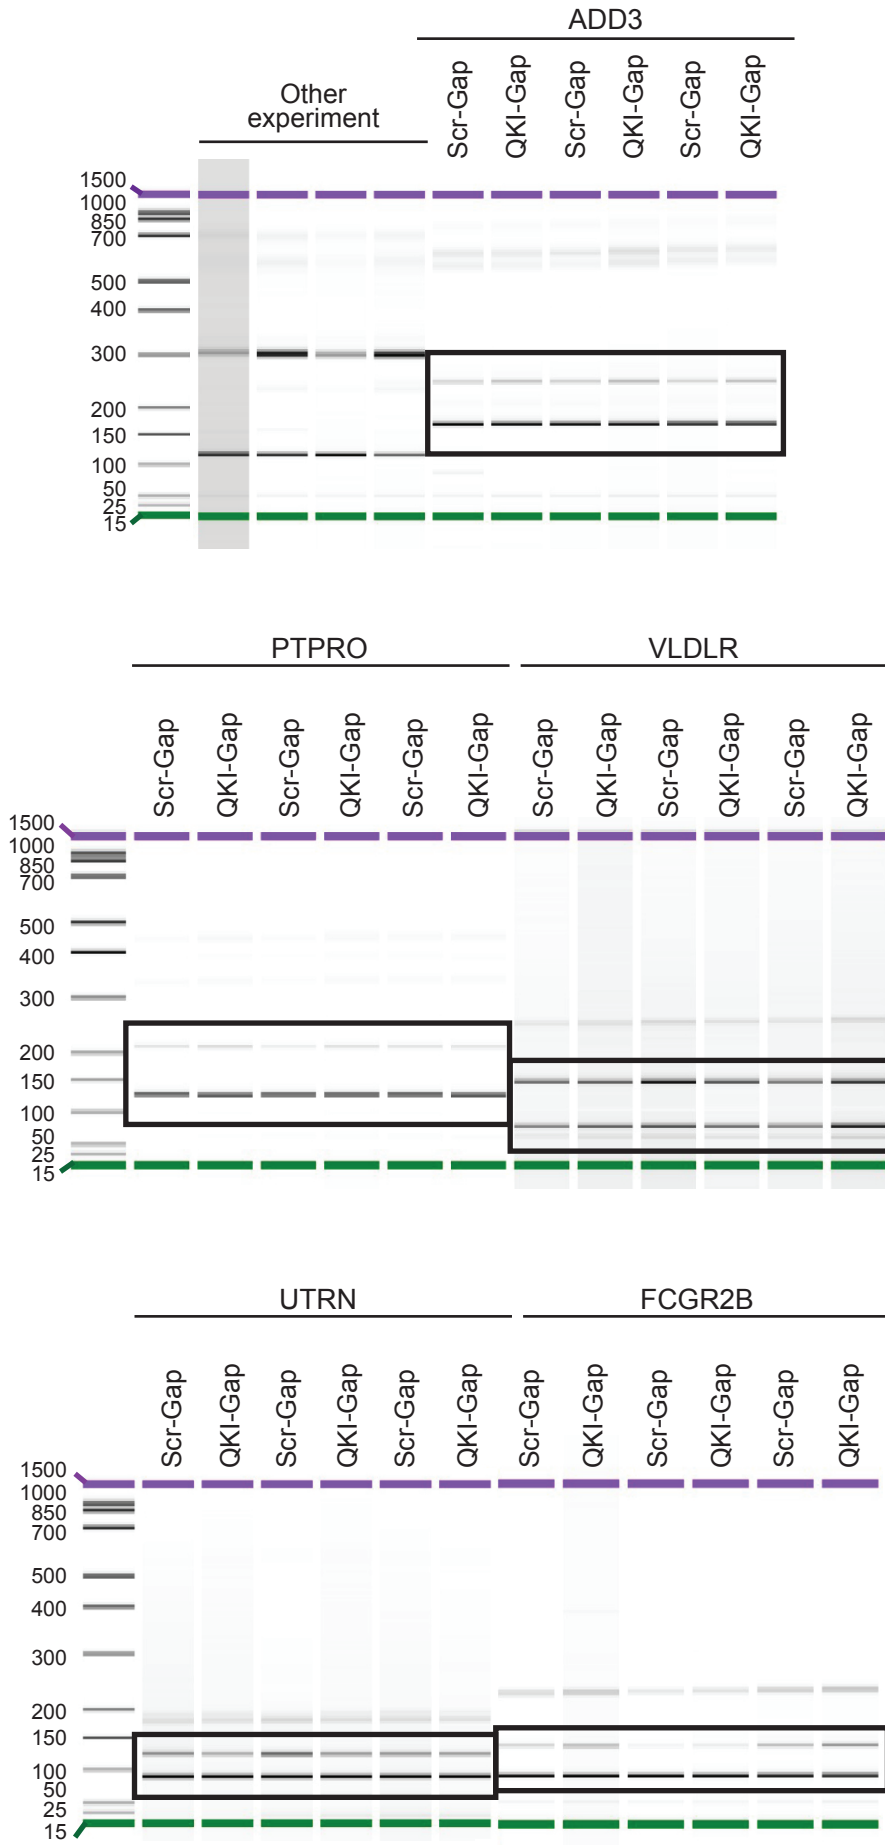 ADD3
Other
experiment
Scr-Gap
QKI-Gap
Scr-Gap
QKI-Gap
Scr-Gap
QKI-Gap
1500
1000
850
700
500
400
300
200
150
100
50
25
15
PTPRO
VLDLR
Scr-Gap
QKI-Gap
Scr-Gap
QKI-Gap
Scr-Gap
QKI-Gap
Scr-Gap
QKI-Gap
Scr-Gap
QKI-Gap
Scr-Gap
QKI-Gap
1500
1000
850
700
500
400
300
200
150
100
50
25
15
UTRN
FCGR2B
Scr-Gap
QKI-Gap
Scr-Gap
QKI-Gap
Scr-Gap
QKI-Gap
Scr-Gap
QKI-Gap
Scr-Gap
QKI-Gap
Scr-Gap
QKI-Gap
1500
1000
850
700
500
400
300
200
150
100
50
25
15